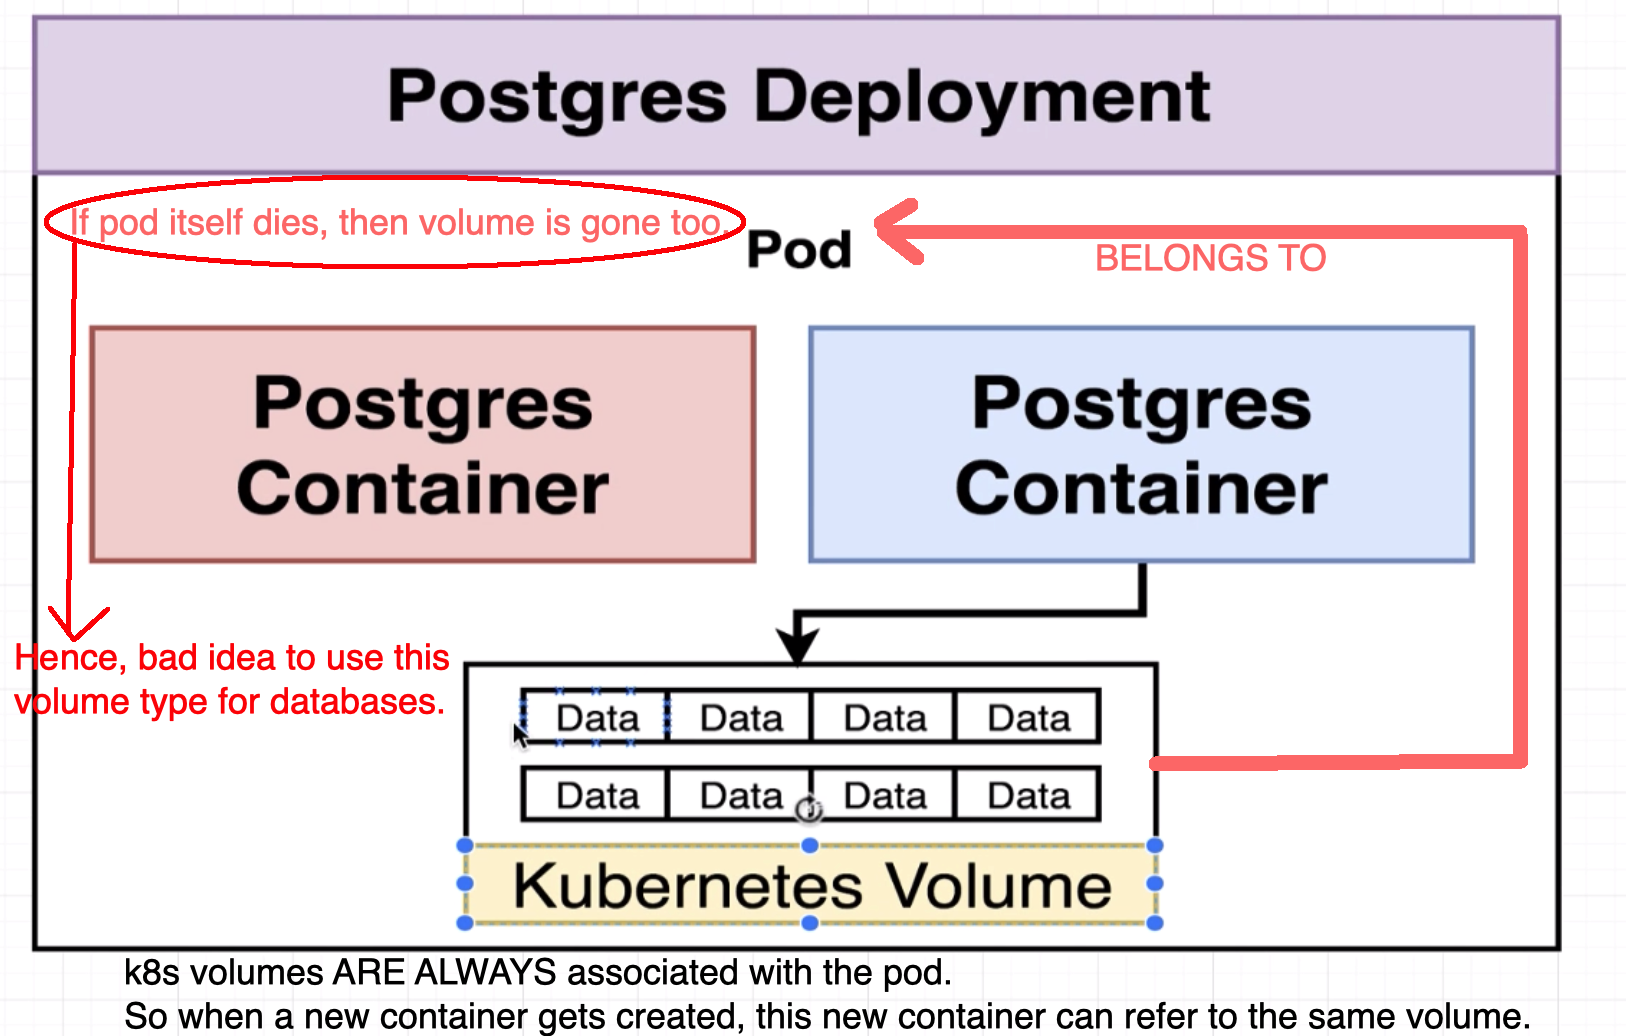 Postgres Deployment
If pod itself dies, then volume is gone too.
Pod
BELONGS TO
Postgres
Container
Postgres
Container
Hence, bad idea to use this
volume type for databases.
Data Data Data Data
Data Data Data Data
Kubernetes Volume
k8s volumes ARE ALWAYS associated with the pod.
So when a new container gets created, this new container can refer to the same volume.